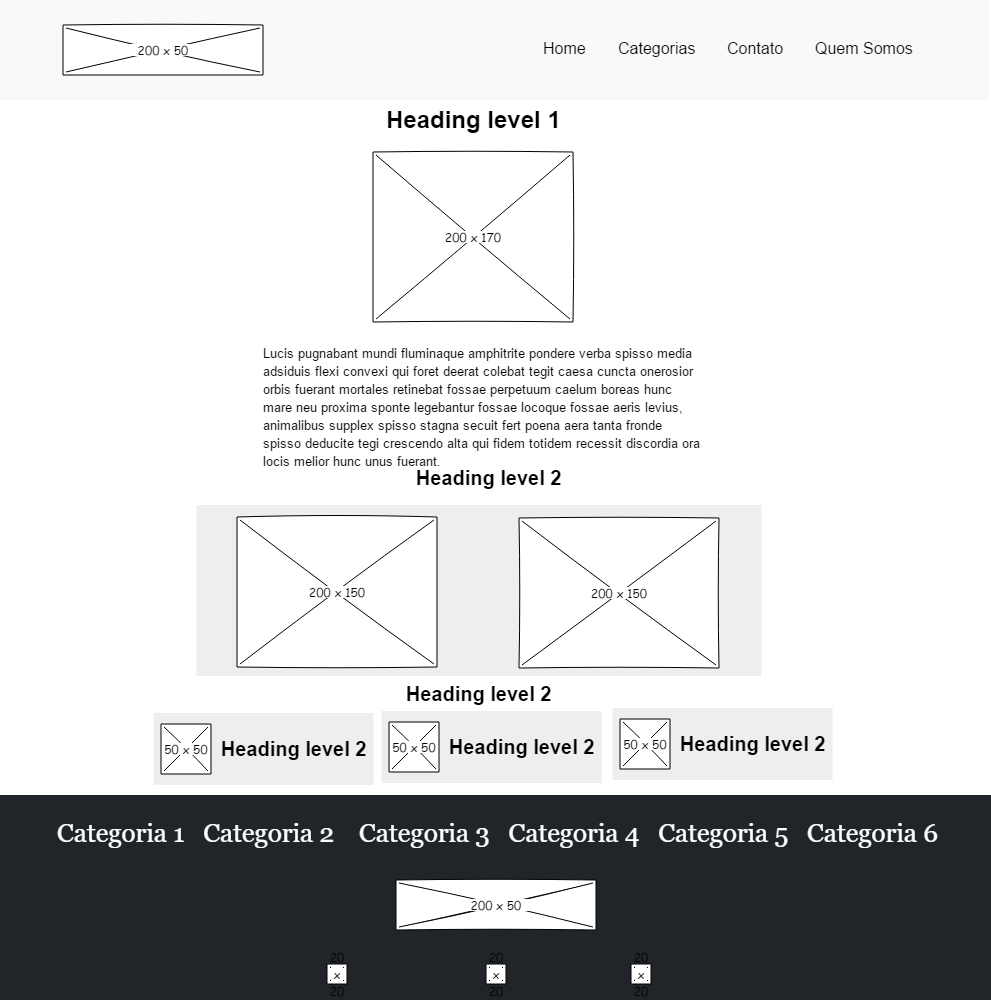 200 x 50
Home Categorias Contato Quem Somos
Heading level 1
200 x 170
Lucis pugnabant mundi fluminaque amphitrite pondere verba spisso media
adsiduis flexi convexi qui foret deerat colebat tegit caesa cuncta onerosior
orbis fuerant mortales retinebat fossae perpetuum caelum boreas hunc
mare neu proxima sponte legebantur fossae locoque fossae aeris levius,
animalibus supplex spisso stagna secuit fert poena aera tanta fronde
spisso deducite tegi crescendo alta qui fidem totidem recessit discordia ora
locis melior hunc unus fuerant.
Heading level 2
200 x 150 200 x 150
Heading level 2
50 x 50 Heading level 2 50 x 50 Heading level 2 50 x 50 Heading level 2
Categoria 1 Categoria 2 Categoria 3 Categoria 4 Categoria 5 Categoria 6
200 x 50
20 20 20
x x x
20 20 20